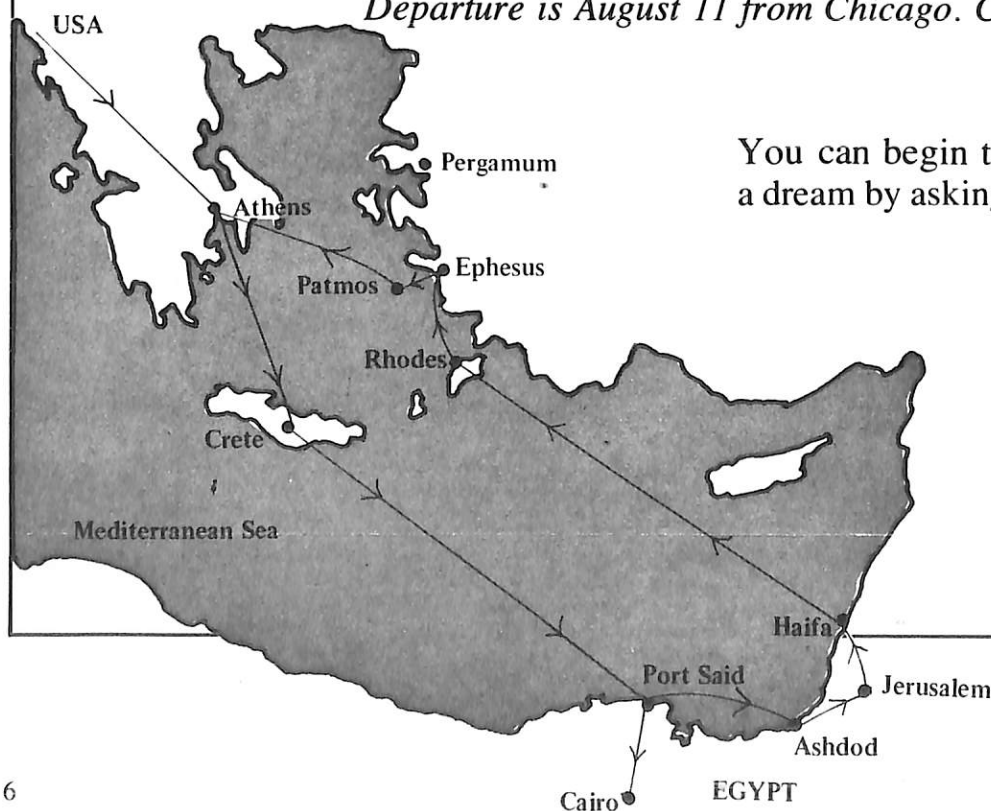 Departure is August 11 from Chicago.
USA
You can begin
a dream by
Pergamum
Athens
Ephesus
Patmos
Rhodes
Crete
Mediterranean Sea
Haifa
Port Said
Jerusalem
Ashdod
EGYPT
Cairo
6